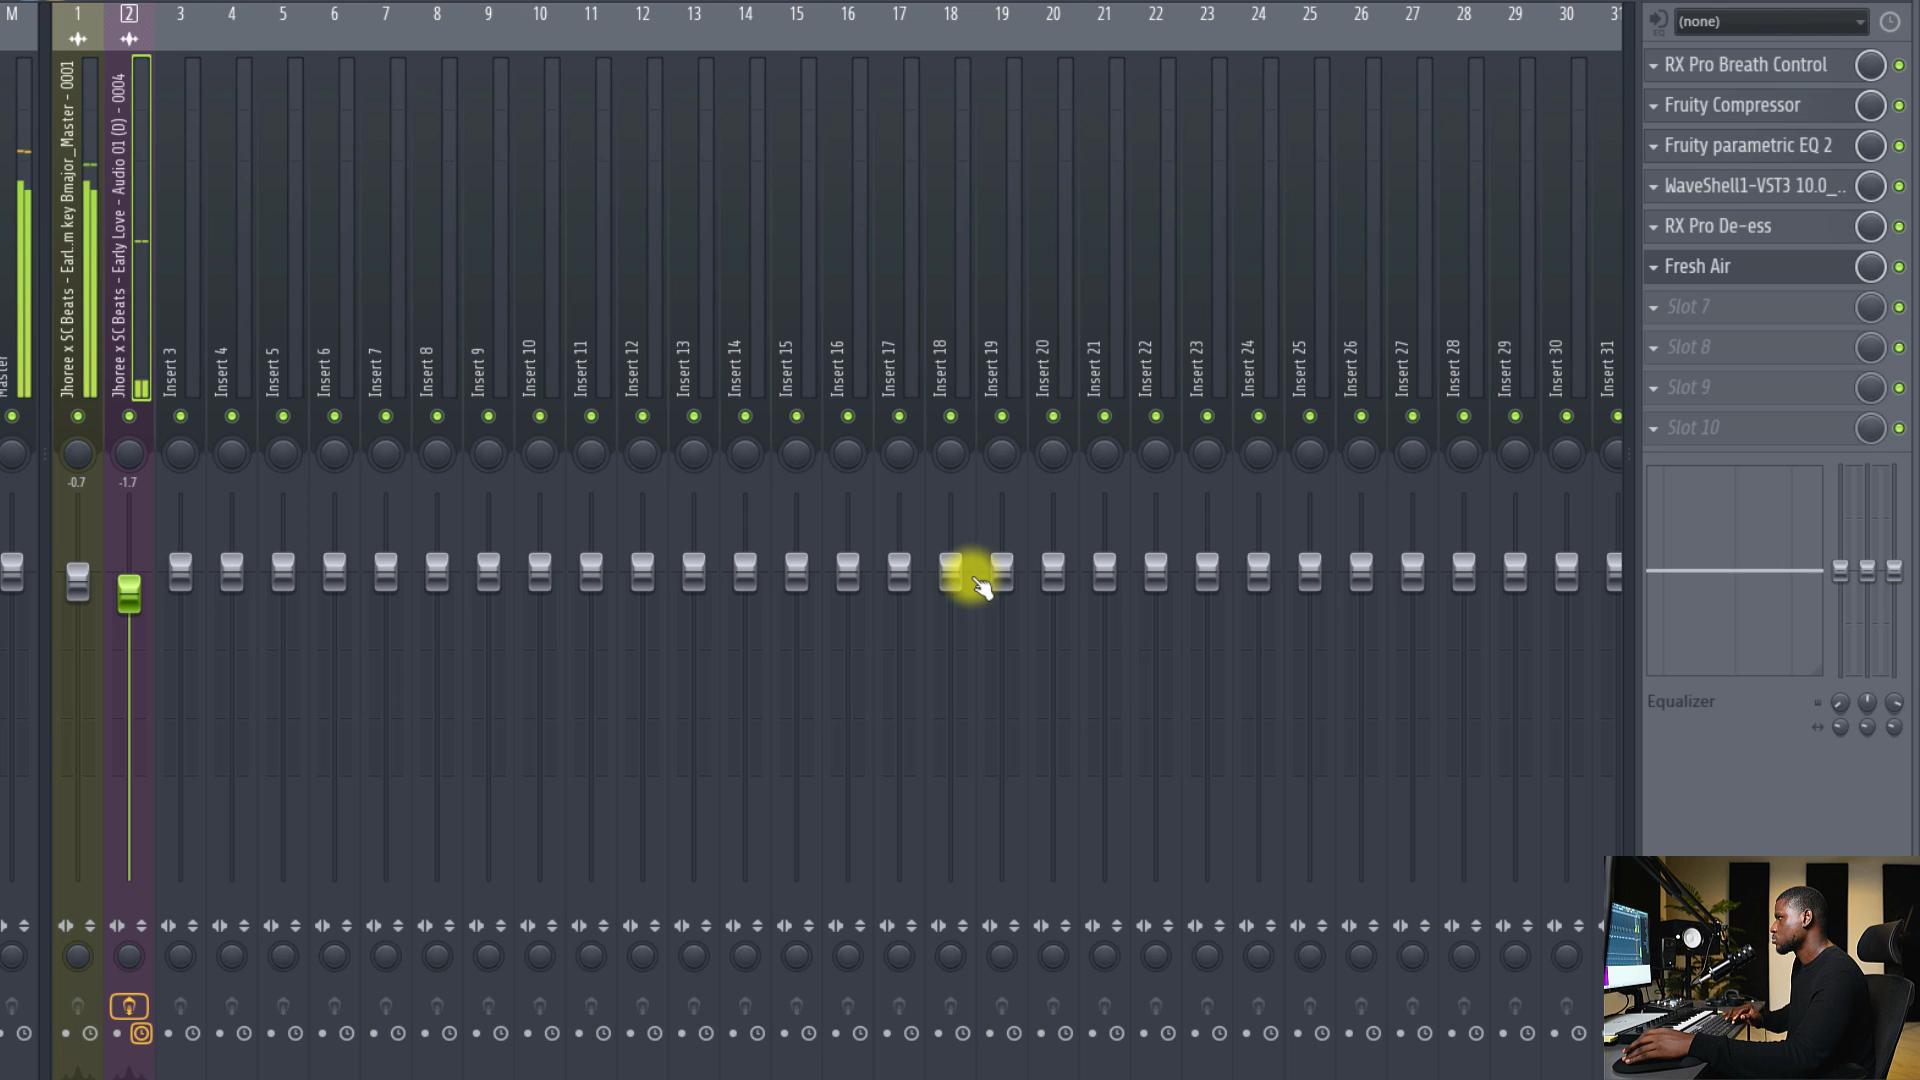 M 1 2 3 4 5 6 7 8 9 10 11 12 13 14 15 16 17 18 19 20 21 22 23 24 25 26 27 28 29 30 31
Master
Jhoree x SC Beats - Earl..m key Bmajor_Master - 0001
Jhoree x SC Beats - Early Love - Audio 01 (D) - 0004
Insert 3
Insert 4
Insert 5
Insert 6
Insert 7
Insert 8
Insert 9
Insert 10
Insert 11
Insert 12
Insert 13
Insert 14
Insert 15
Insert 16
Insert 17
Insert 18
Insert 19
Insert 20
Insert 21
Insert 22
Insert 23
Insert 24
Insert 25
Insert 26
Insert 27
Insert 28
Insert 29
Insert 30
Insert 31
-0.7
-1.7
(none)
EQ
RX Pro Breath Control
Fruity Compressor
Fruity parametric EQ 2
WaveShell1-VST3 10.0_..
RX Pro De-ess
Fresh Air
Slot 7
Slot 8
Slot 9
Slot 10
Equalizer